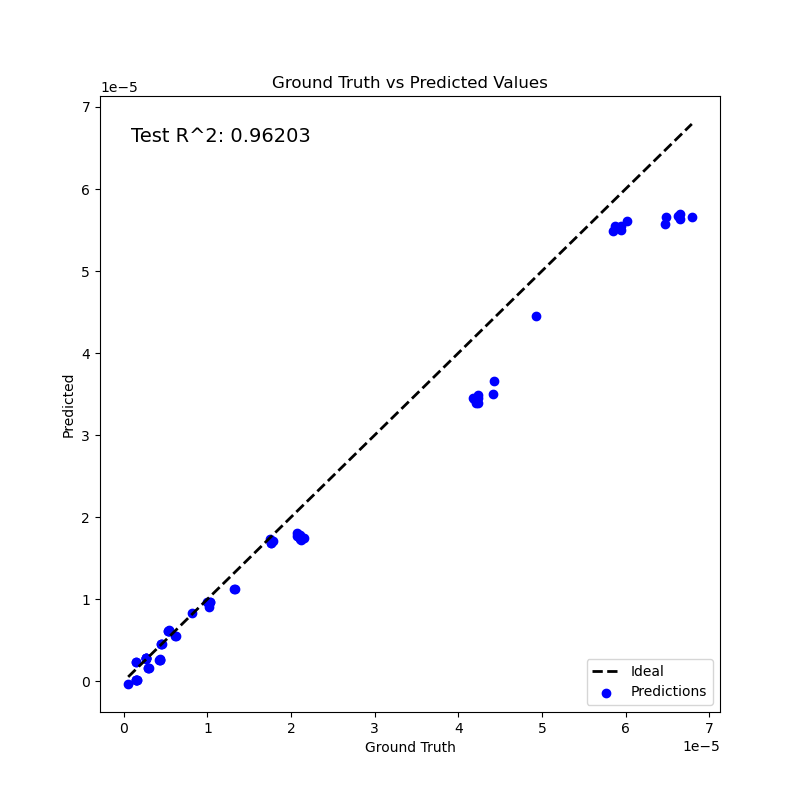 Ground Truth vs Predicted Values
1e−5
Test R^2: 0.96203
7
6
5
4
3
2
1
0
Predicted
Ideal
Predictions
0 1 2 3 4 5 6 7
1e−5
Ground Truth